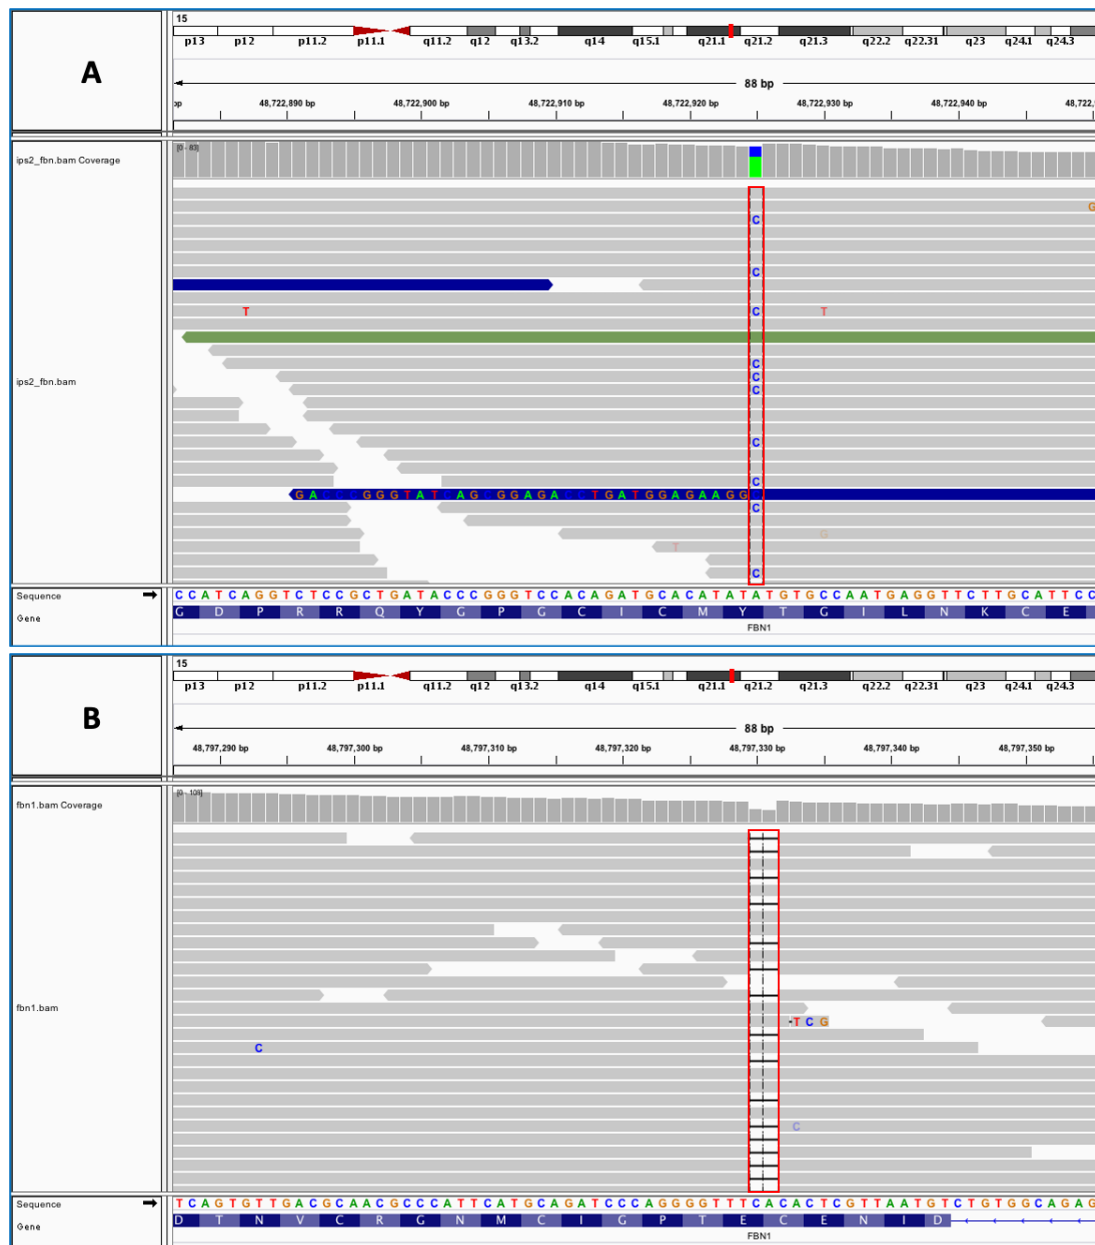 A
15
p13 p12 p11.2 p11.1 q11.2 q12 q13.2 q14 q15.1 q21.1 q21.2 q21.3 q22.2 q22.31 q23 q24.1 q24.3
88 bp
48,722,890 bp 48,722,900 bp 48,722,910 bp 48,722,920 bp 48,722,930 bp 48,722,940 bp
ips2_fbn.bam Coverage
[0 - 83]
G
C
C
T C T
C
C
C
C
C
ips2_fbn.bam
C
G
T
C
Sequence
CCATCAGGTCTCCGCTGATACCCGGGTCCACAGATGCACATATATGTGCCAATGAGGTTCTTGCATTCC
Gene
G D P R R Q Y G P G C I C M Y T G I L N K C E
FBN1
B
15
p13 p12 p11.2 p11.1 q11.2 q12 q13.2 q14 q15.1 q21.1 q21.2 q21.3 q22.2 q22.31 q23 q24.1 q24.3
88 bp
48,797,290 bp 48,797,300 bp 48,797,310 bp 48,797,320 bp 48,797,330 bp 48,797,340 bp 48,797,350 bp
fbn1.bam Coverage
fbn1.bam
TCG
C
C
Sequence
TCAGTGTTGACGCAACGCCCATTCATGCAGATCCCAGGGGTTTCACACTCGTTAATGTCTGTGGCAGAG
Gene
D T N V C R G N M C I G P T E C E N I D
FBN1